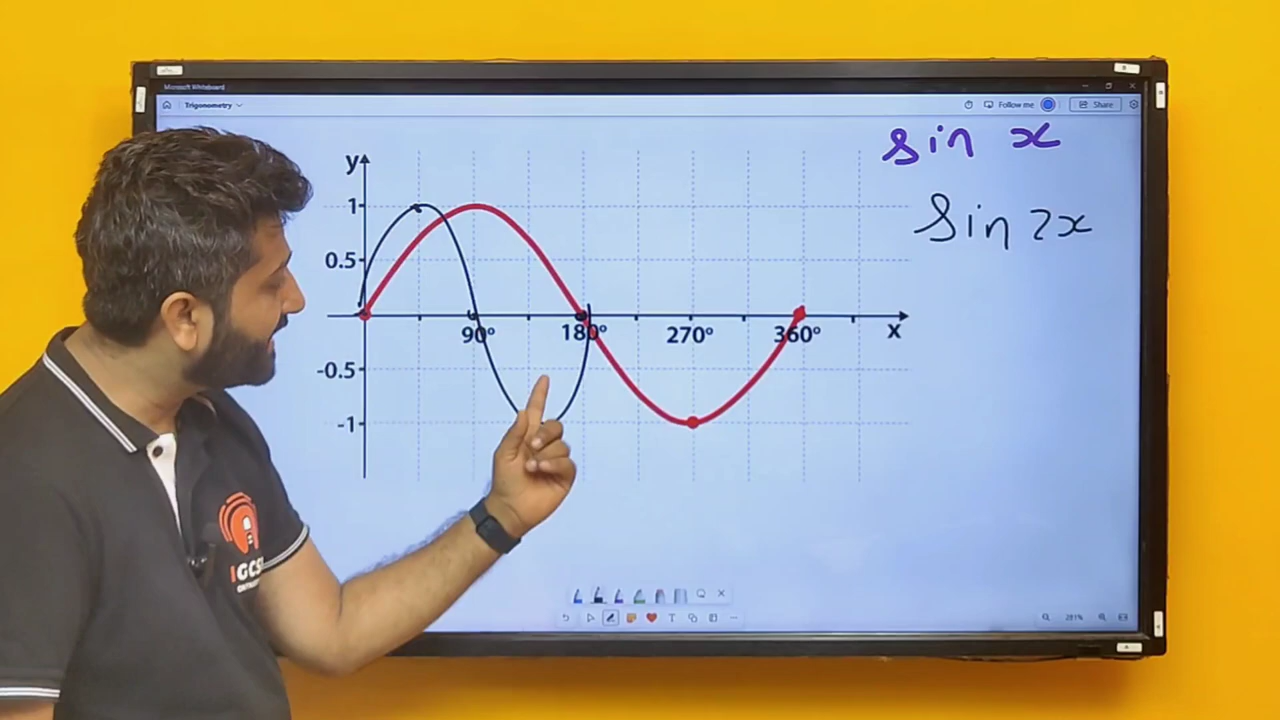 Microsoft Whiteboard
Trigonometry
Follow me
Share
sin x
sin 2x
y
1
0.5
90°
180°
270°
360°
x
-0.5
-1
IGCSE
281%